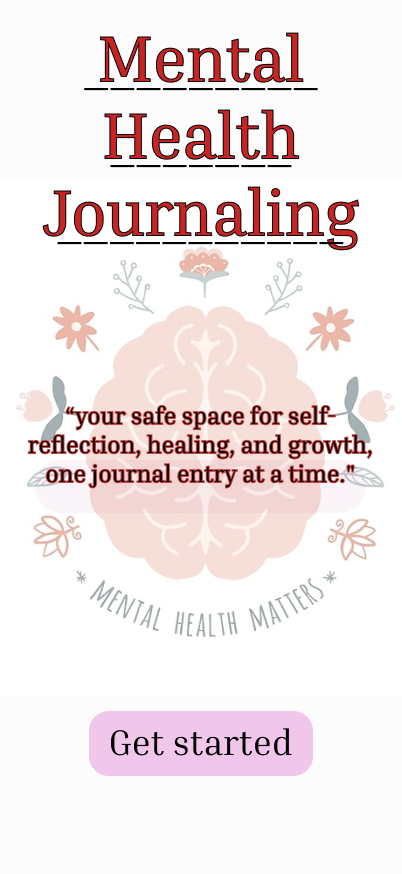 Mental
Health
Journaling
“your safe space for self-
reflection, healing, and growth,
one journal entry at a time."
* MENTAL HEALTH MATTERS *
Get started